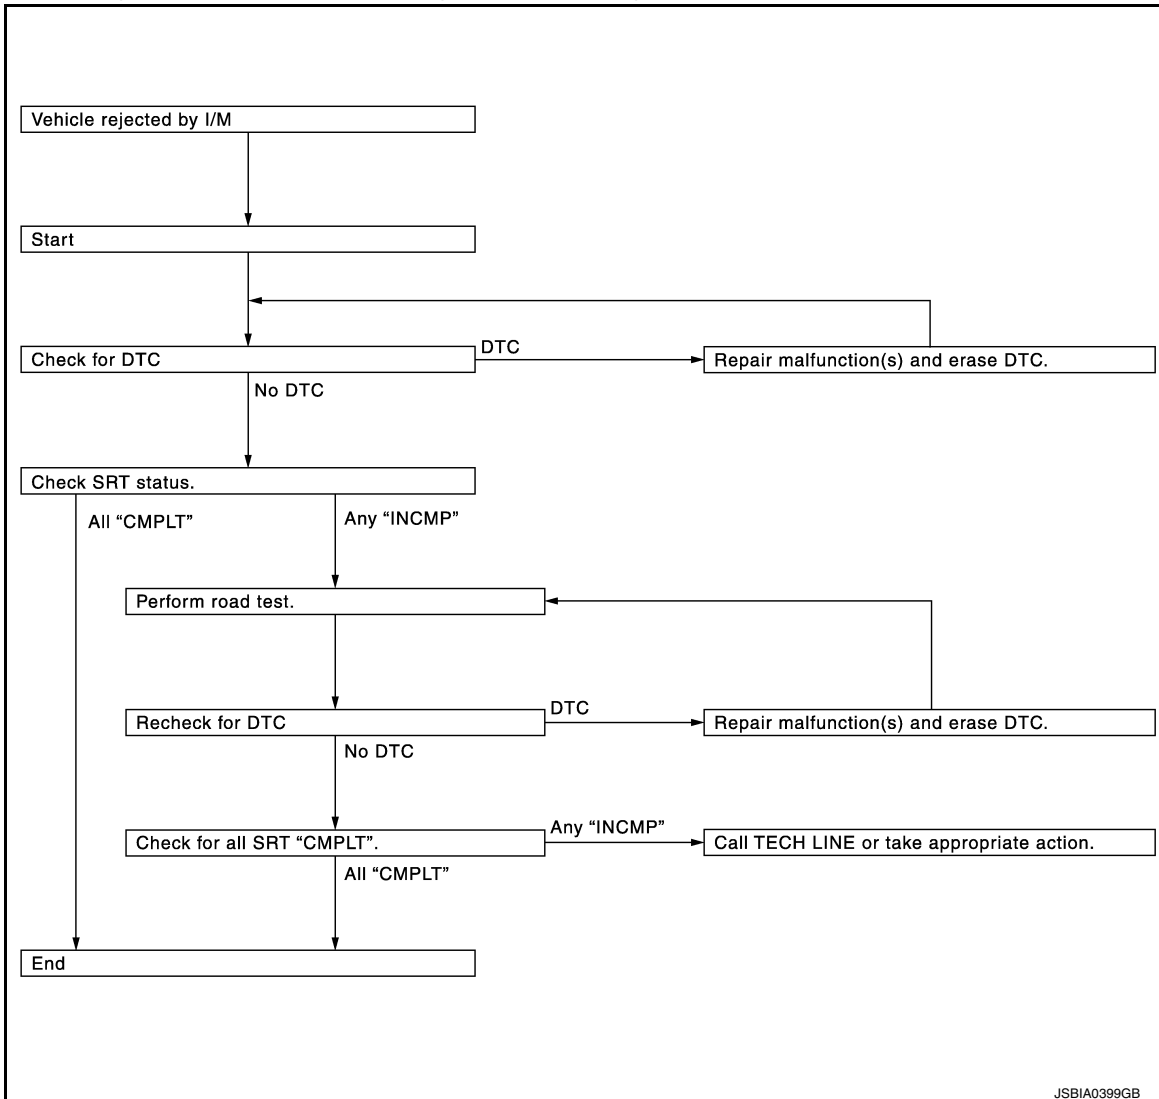 Vehicle rejected by I/M
Start
Check for DTC
DTC
Repair malfunction(s) and erase DTC.
No DTC
Check SRT status.
All “CMPLT”
Any “INCMP”
Perform road test.
Recheck for DTC
DTC
Repair malfunction(s) and erase DTC.
No DTC
Check for all SRT “CMPLT”.
Any “INCMP”
Call TECH LINE or take appropriate action.
All “CMPLT”
End
JSBIA0399GB